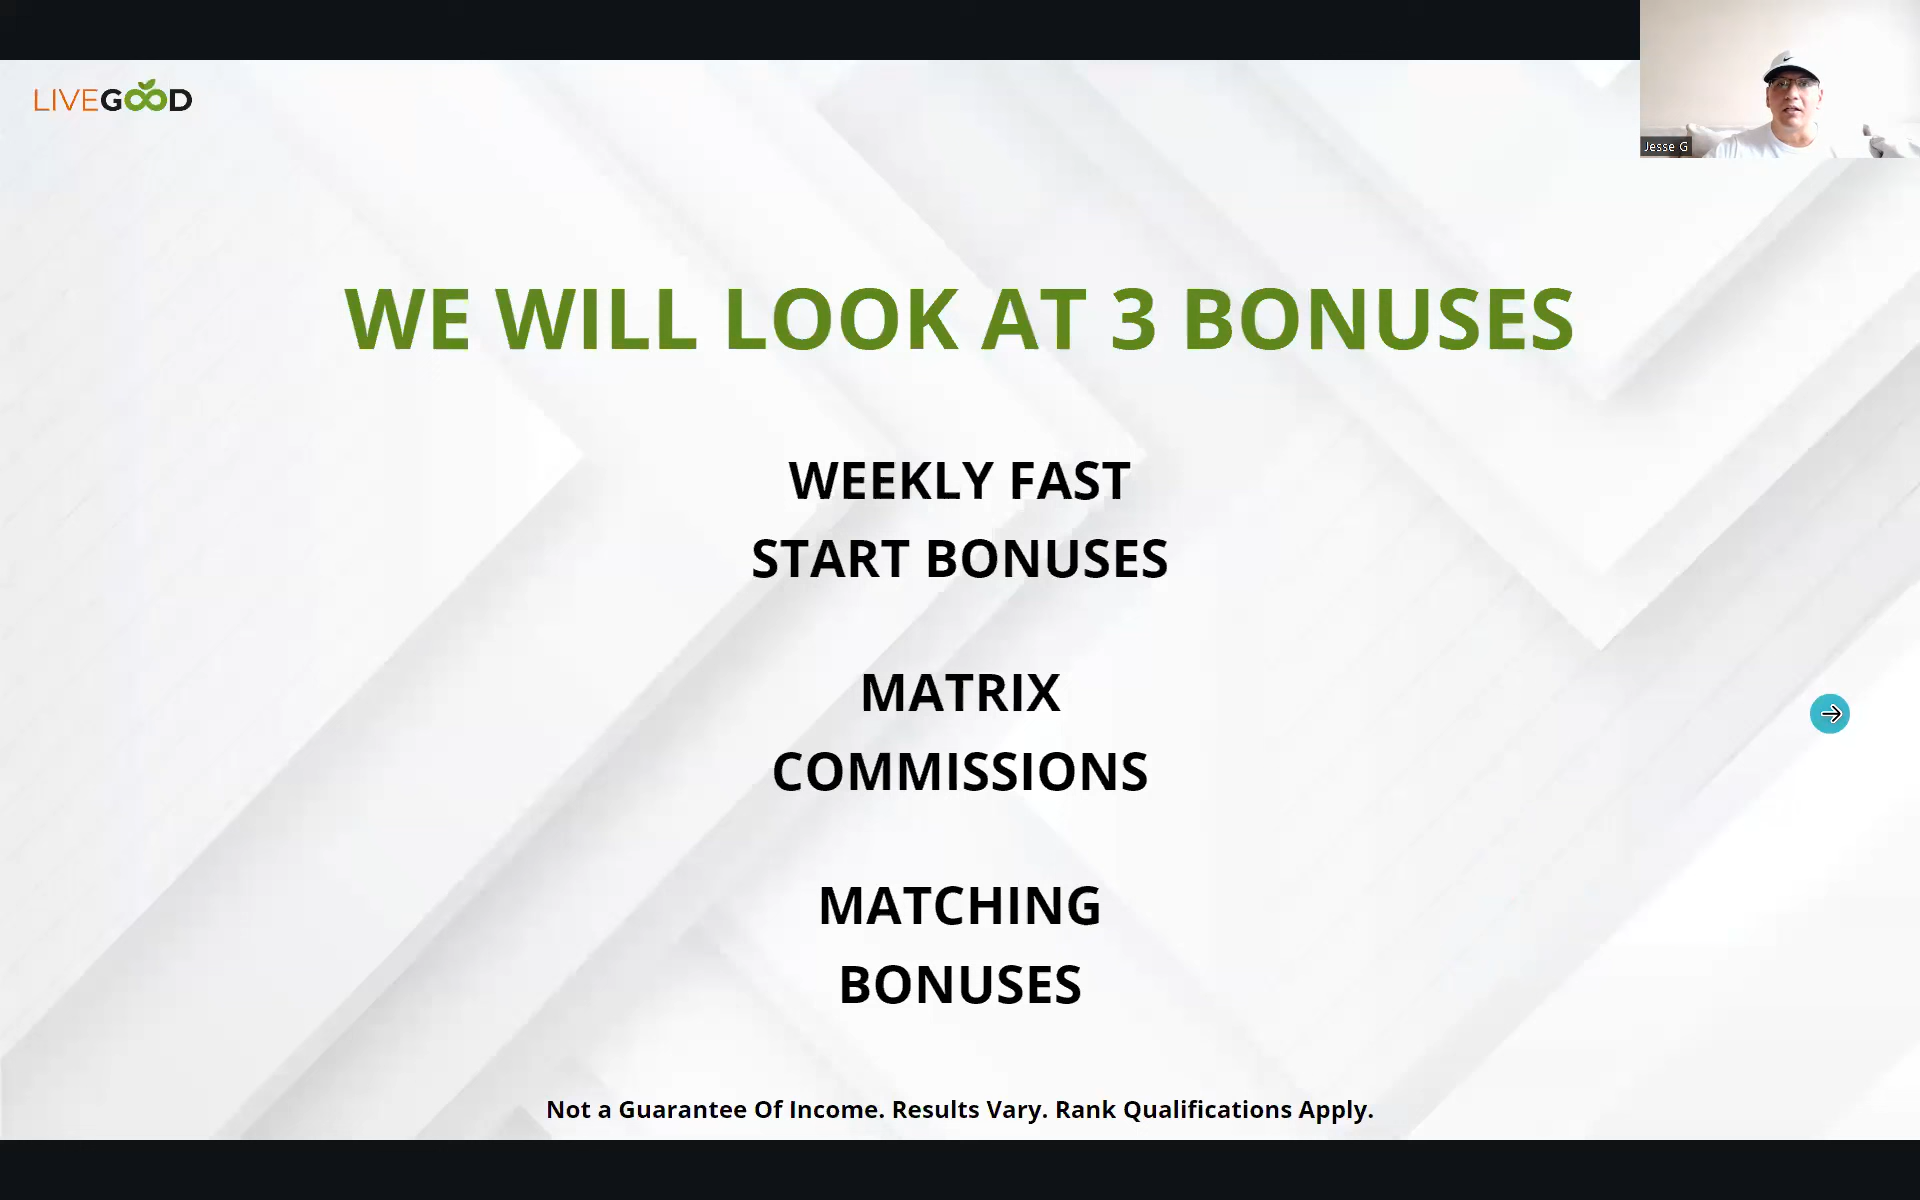 LIVEGOOD
Jesse G
WE WILL LOOK AT 3 BONUSES
WEEKLY FAST
START BONUSES
MATRIX
COMMISSIONS
MATCHING
BONUSES
Not a Guarantee Of Income. Results Vary. Rank Qualifications Apply.